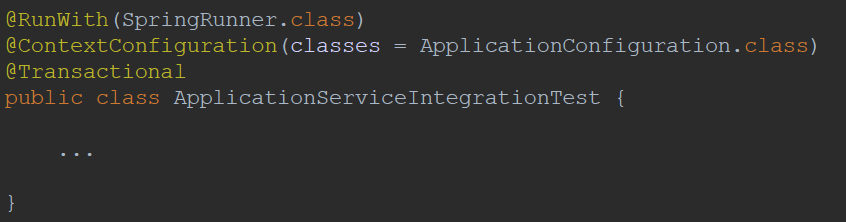 @RunWith(SpringRunner.class)
@ContextConfiguration(classes = ApplicationConfiguration.class)
@Transactional
public class ApplicationServiceIntegrationTest {
...
}